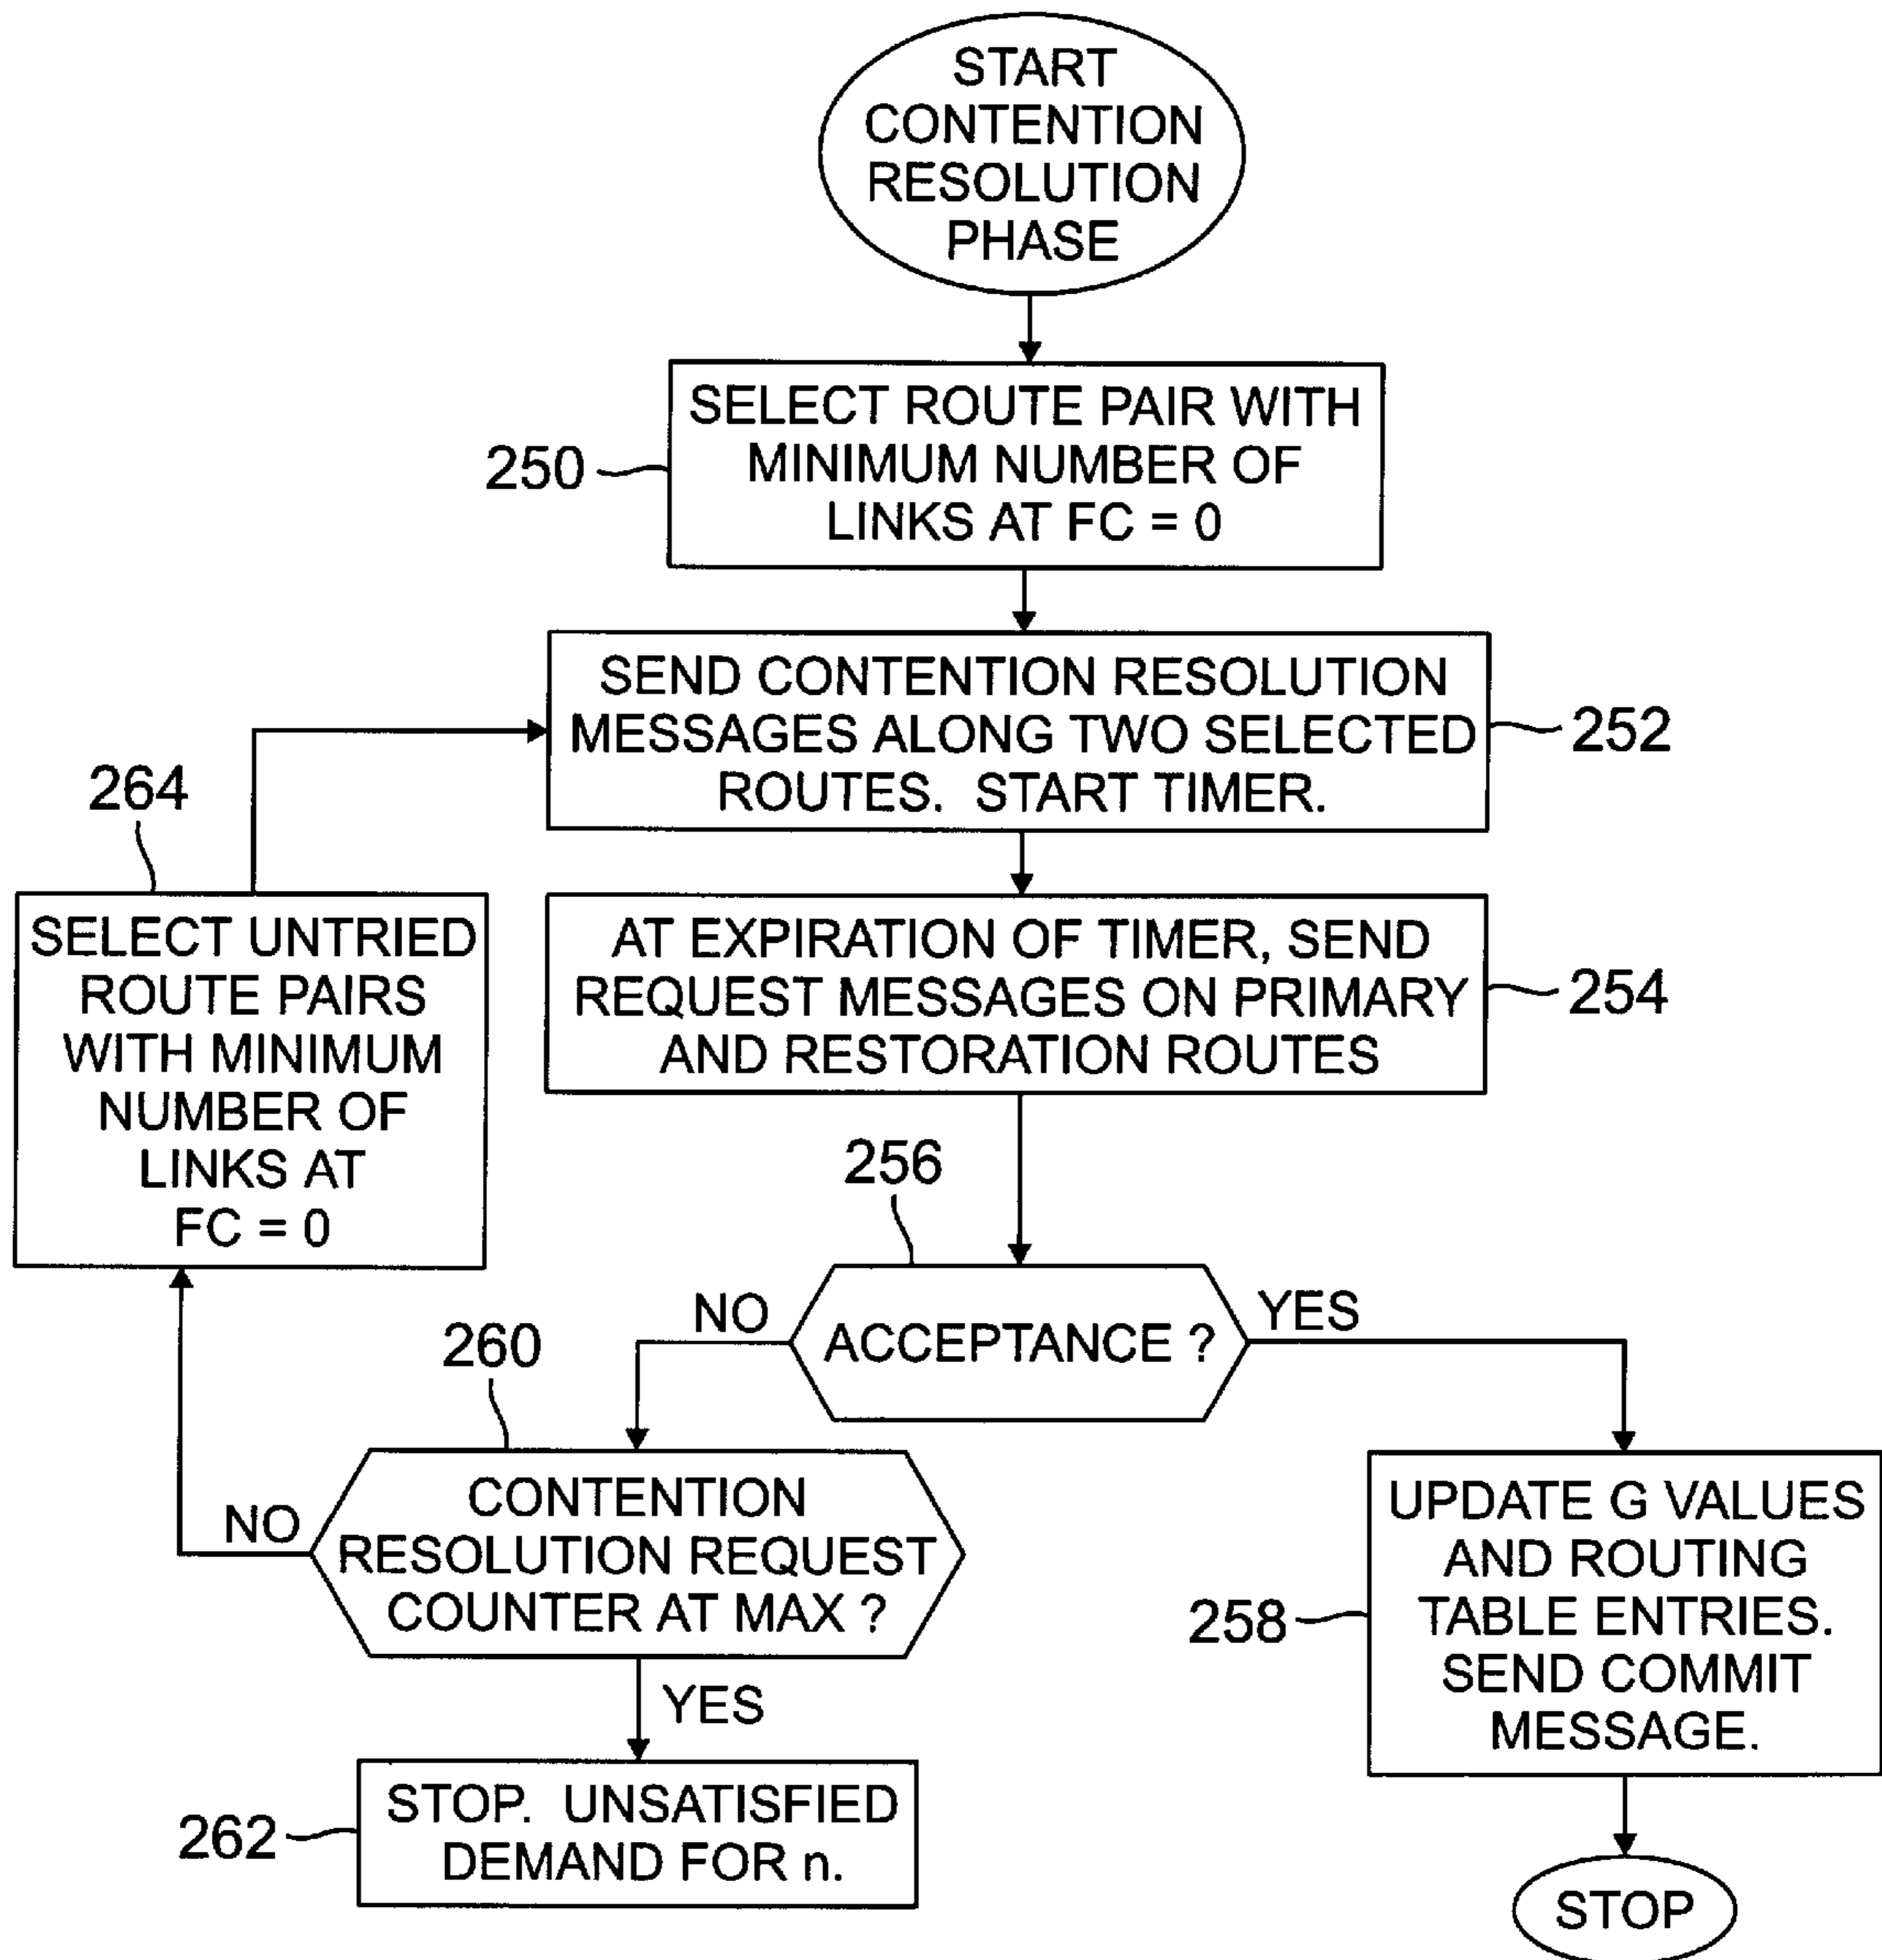 START
CONTENTION
RESOLUTION
PHASE
250
SELECT ROUTE PAIR WITH
MINIMUM NUMBER OF
LINKS AT FC = 0
SEND CONTENTION RESOLUTION
MESSAGES ALONG TWO SELECTED
ROUTES. START TIMER.
252
264
SELECT UNTRIED
ROUTE PAIRS
WITH MINIMUM
NUMBER OF
LINKS AT
FC = 0
AT EXPIRATION OF TIMER, SEND
REQUEST MESSAGES ON PRIMARY
AND RESTORATION ROUTES
254
256
NO
ACCEPTANCE ?
YES
260
NO
CONTENTION
RESOLUTION REQUEST
COUNTER AT MAX ?
YES
258
UPDATE G VALUES
AND ROUTING
TABLE ENTRIES.
SEND COMMIT
MESSAGE.
262
STOP. UNSATISFIED
DEMAND FOR n.
STOP